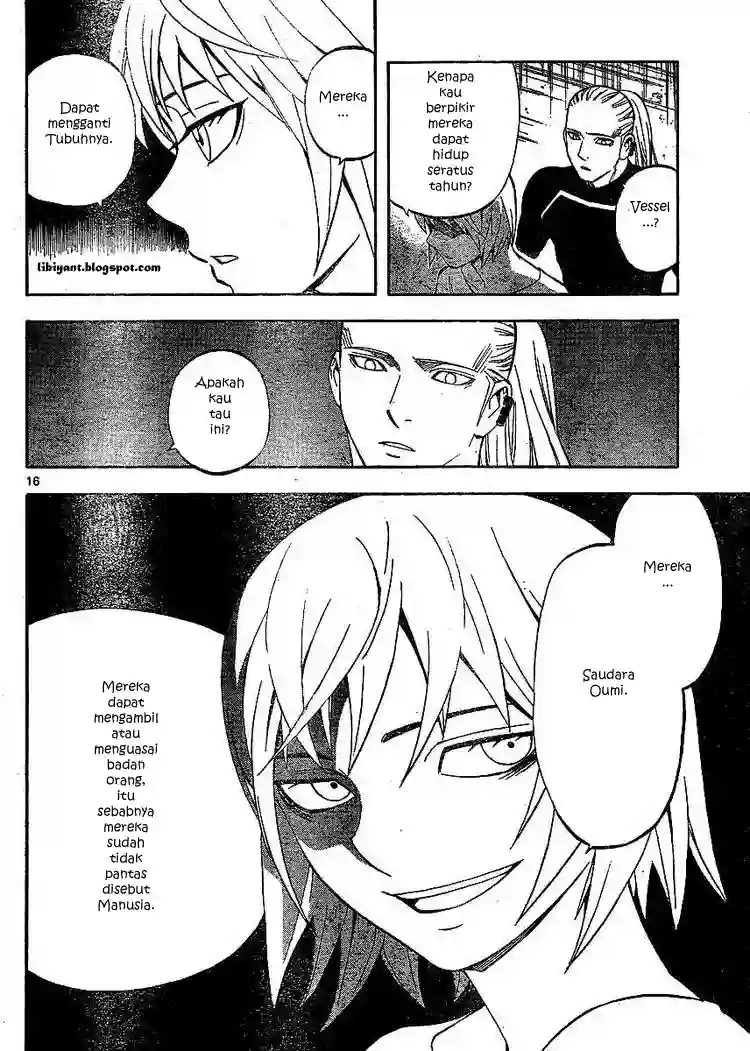 Kenapa
kau
berpikir
mereka
dapat
hidup
seratus
tahun?
Vessel
...?
Mereka
...
Dapat
mengganti
Tubuhnya.
libiyant.blogspot.com
Apakah
kau
tau
ini?
16
Mereka
...
Saudara
Oumi.
Mereka
dapat
mengambil
atau
menguasai
badan
orang,
itu
sebabnya
mereka
sudah
tidak
pantas
disebut
Manusia.